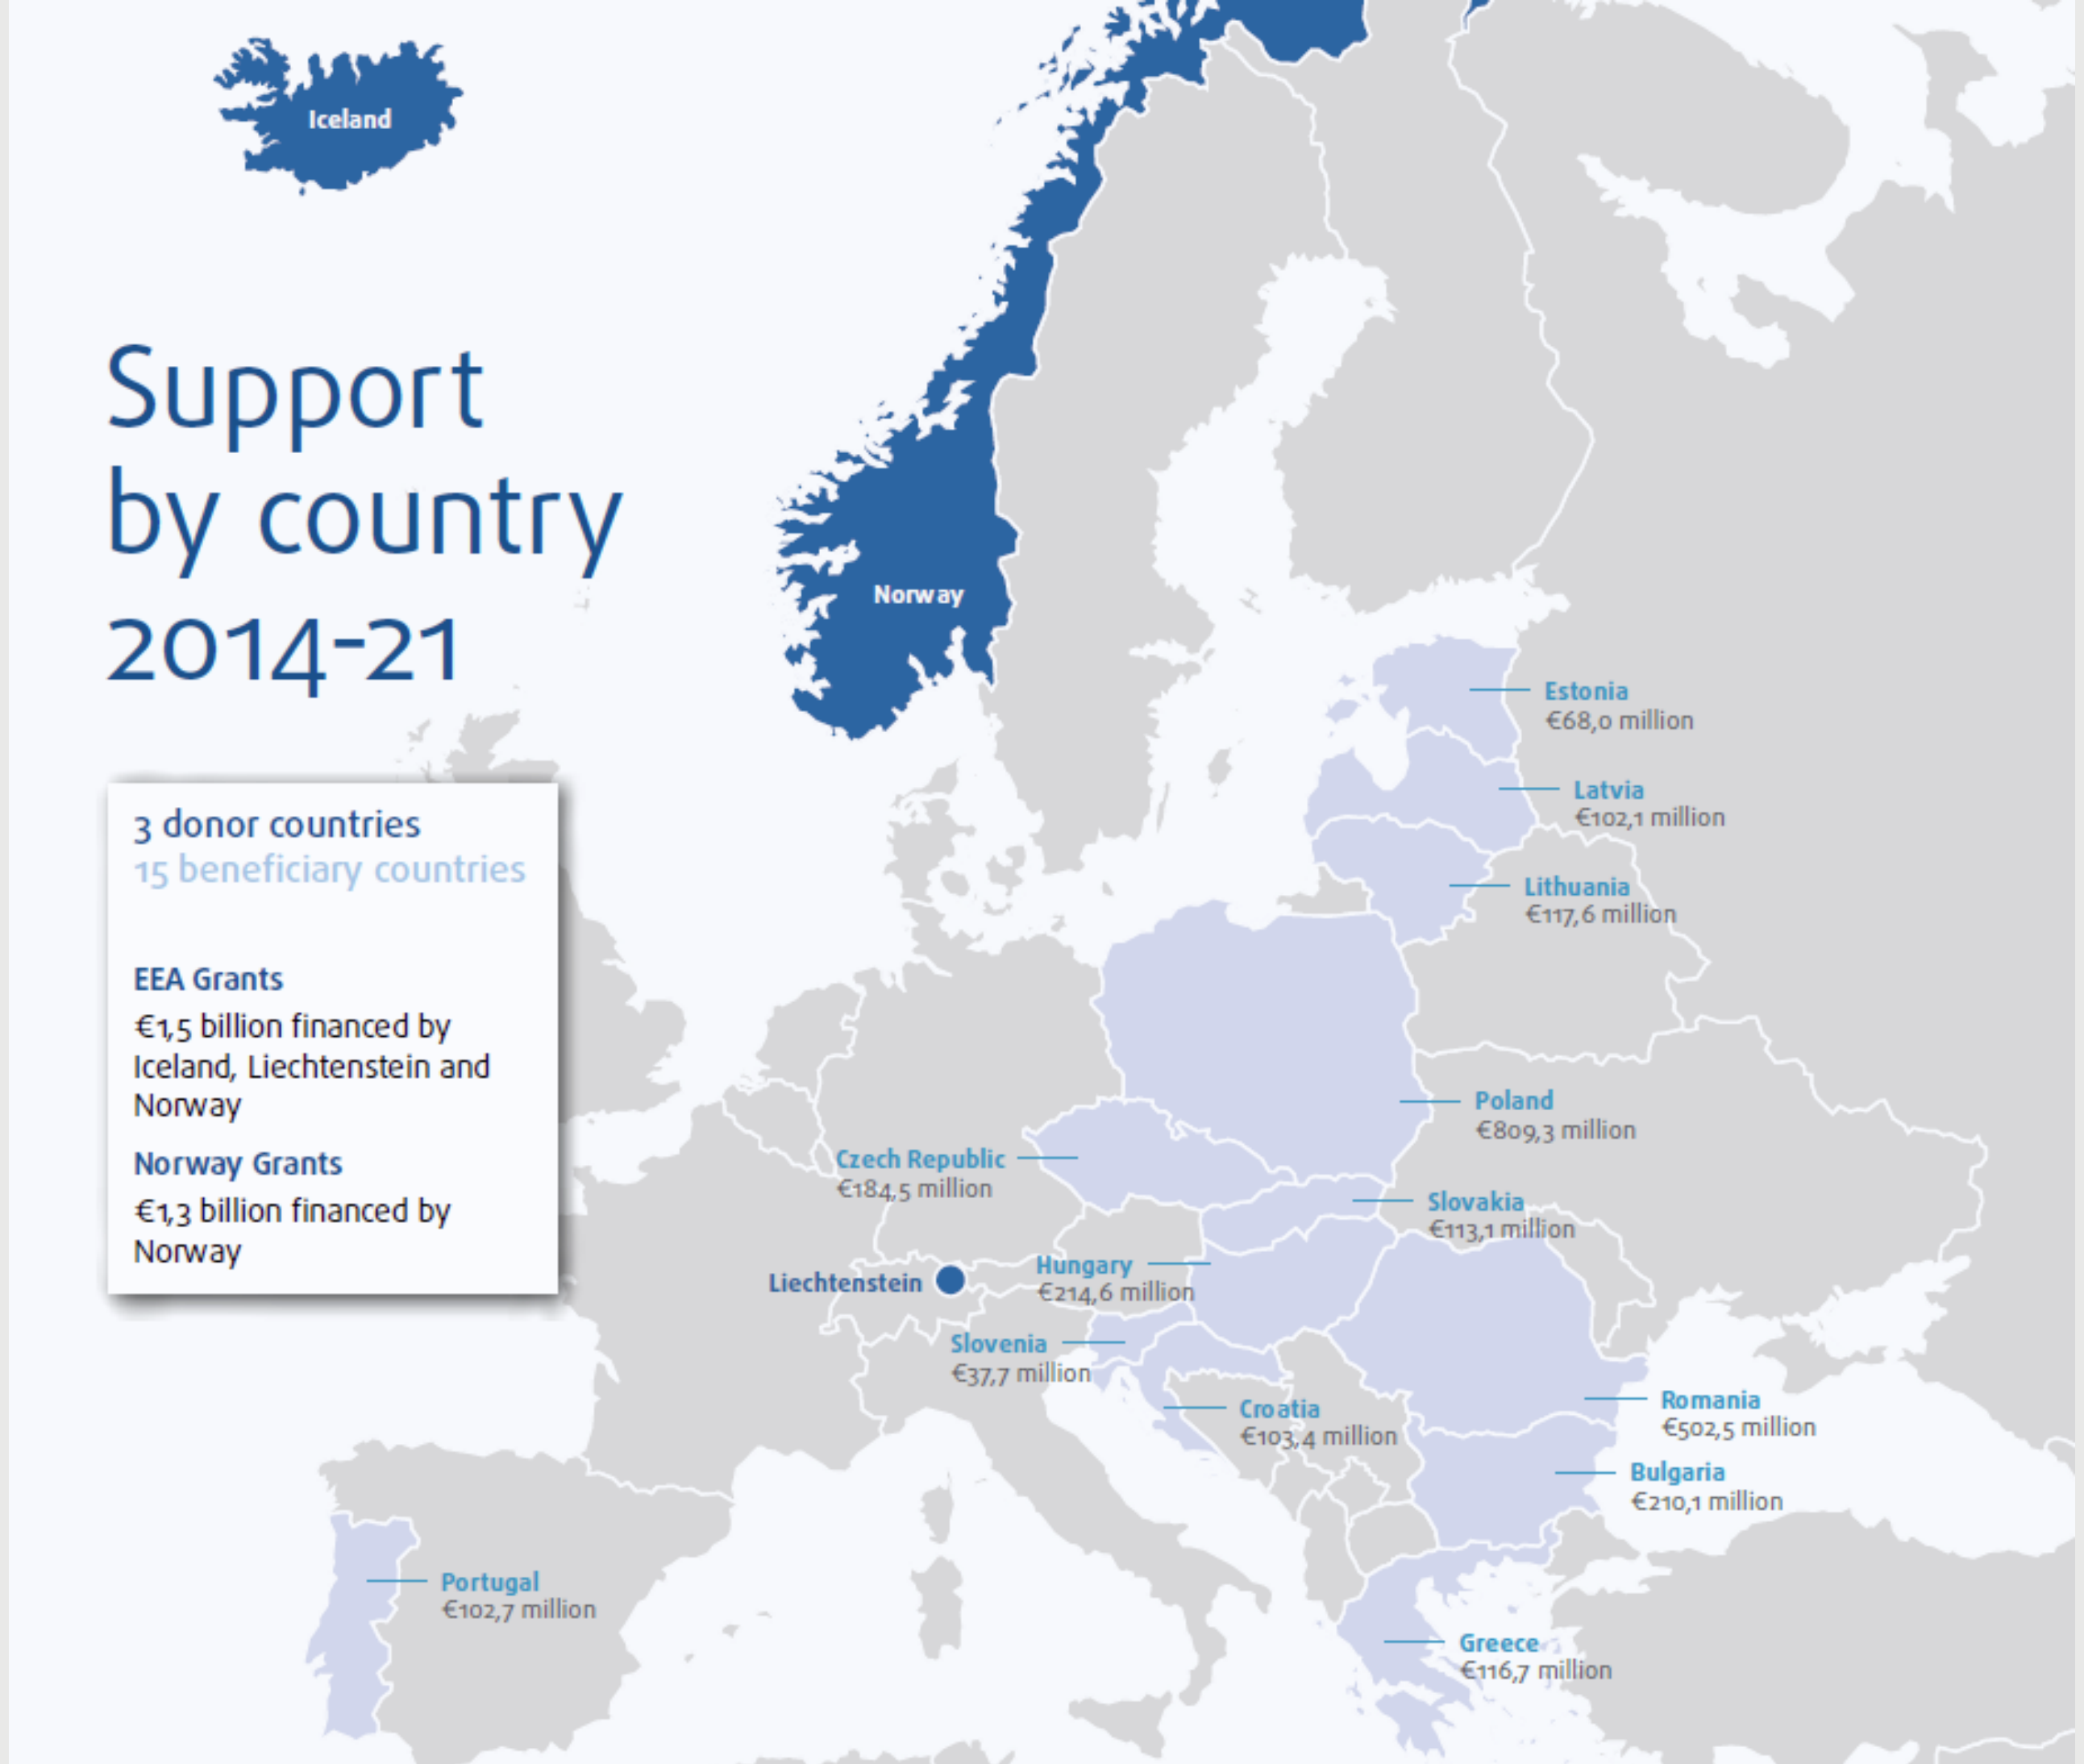 Iceland
Support
by country
2014-21
Norway
3 donor countries
15 beneficiary countries
EEA Grants
€1,5 billion financed by
Iceland, Liechtenstein and
Norway
Norway Grants
€1,3 billion financed by
Norway
Estonia
€68,0 million
Latvia
€102,1 million
Lithuania
€117,6 million
Poland
€809,3 million
Czech Republic
€184,5 million
Slovakia
€113,1 million
Hungary
€214,6 million
Liechtenstein
Slovenia
€37,7 million
Croatia
€103,4 million
Romania
€502,5 million
Bulgaria
€210,1 million
Portugal
€102,7 million
Greece
€116,7 million